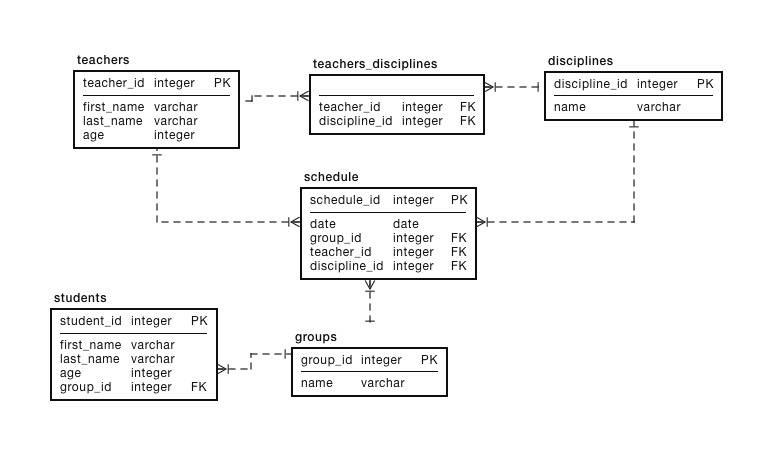 teachers
teacher_id integer PK
first_name varchar
last_name varchar
age integer
teachers_disciplines
teacher_id integer FK
discipline_id integer FK
disciplines
discipline_id integer PK
name varchar
schedule
schedule_id integer PK
date date
group_id integer FK
teacher_id integer FK
discipline_id integer FK
students
student_id integer PK
first_name varchar
last_name varchar
age integer
group_id integer FK
groups
group_id integer PK
name varchar